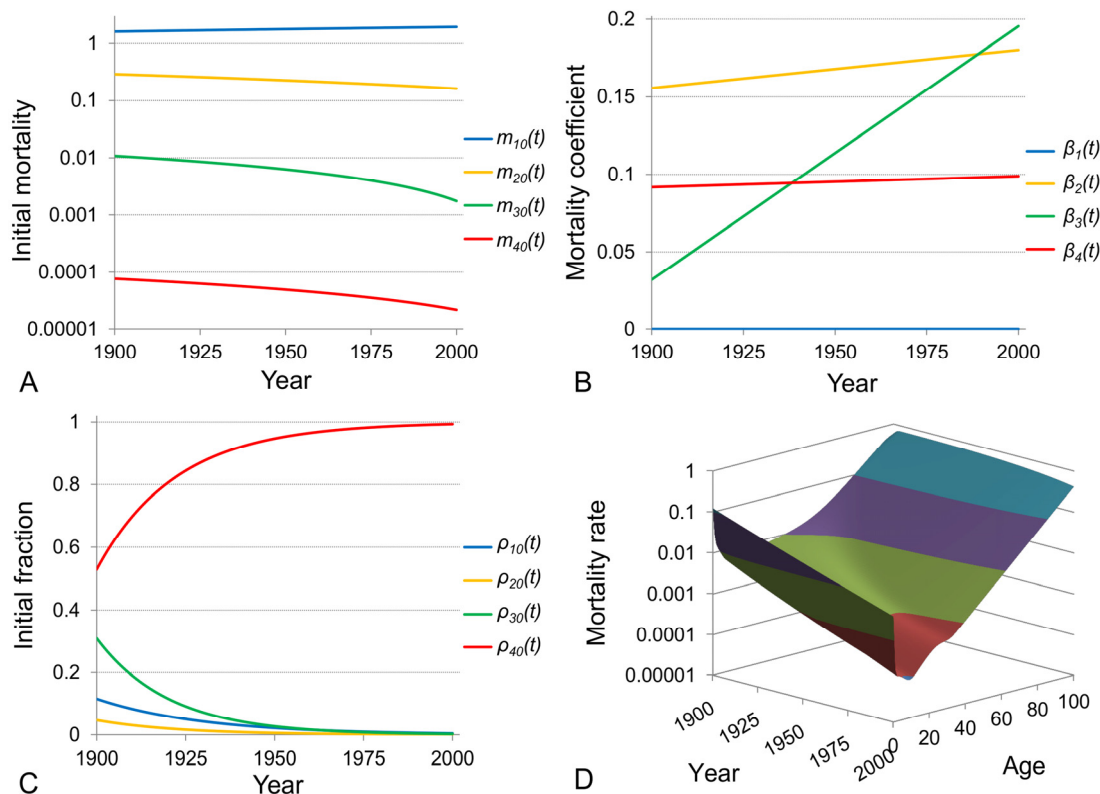 Initial mortality
1
0.1
0.01
0.001
0.0001
0.00001
1900 1925 1950 1975 2000
Year
m10(t)
m20(t)
m30(t)
m40(t)
A
Mortality coefficient
0.2
0.15
0.1
0.05
0
1900 1925 1950 1975 2000
Year
β1(t)
β2(t)
β3(t)
β4(t)
B
Initial fraction
1
0.8
0.6
0.4
0.2
0
1900 1925 1950 1975 2000
Year
ρ10(t)
ρ20(t)
ρ30(t)
ρ40(t)
C
Mortality rate
1
0.1
0.01
0.001
0.0001
0.00001
1900 1925 1950 1975 2000
Year
0 20 40 60 80 100
Age
D